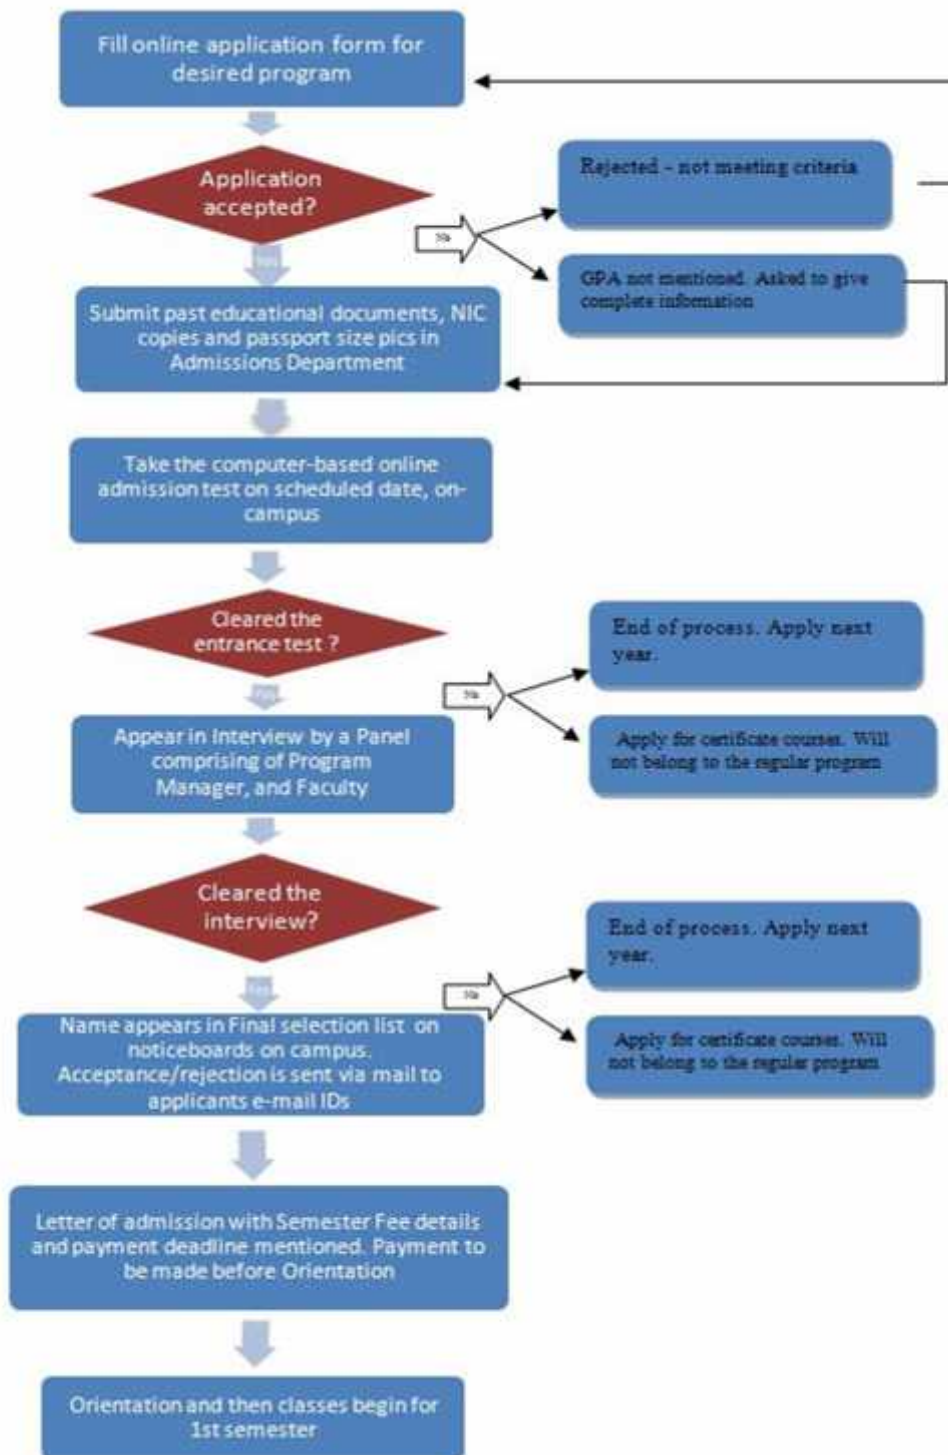 Fill online application form for
desired program
Application
accepted?
Rejected - not meeting criteria
No
Yes
GPA not mentioned. Asked to give
complete information
Submit past educational documents, NIC
copies and passport size pics in
Admissions Department
Take the computer-based online
admission test on scheduled date, on-
campus
Cleared the
entrance test ?
End of process. Apply next
year.
No
Yes
Apply for certificate courses. Will
not belong to the regular program
Appear in Interview by a Panel
comprising of Program
Manager, and Faculty
Cleared the
interview?
End of process. Apply next
year.
No
Yes
Apply for certificate courses. Will
not belong to the regular program
Name appears in Final selection list on
noticeboards on campus.
Acceptance/rejection is sent via mail to
applicants e-mail IDs
Letter of admission with Semester Fee details
and payment deadline mentioned. Payment to
be made before Orientation
Orientation and then classes begin for
1st semester